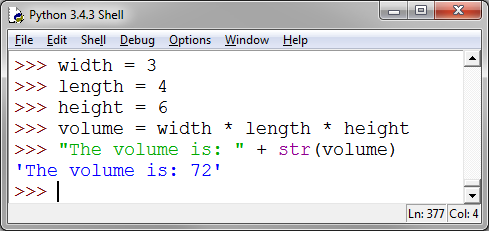 Python 3.4.3 Shell
File Edit Shell Debug Options Window Help
>>> width = 3
>>> length = 4
>>> height = 6
>>> volume = width * length * height
>>> "The volume is: " + str(volume)
'The volume is: 72'
>>>
Ln: 377 Col: 4